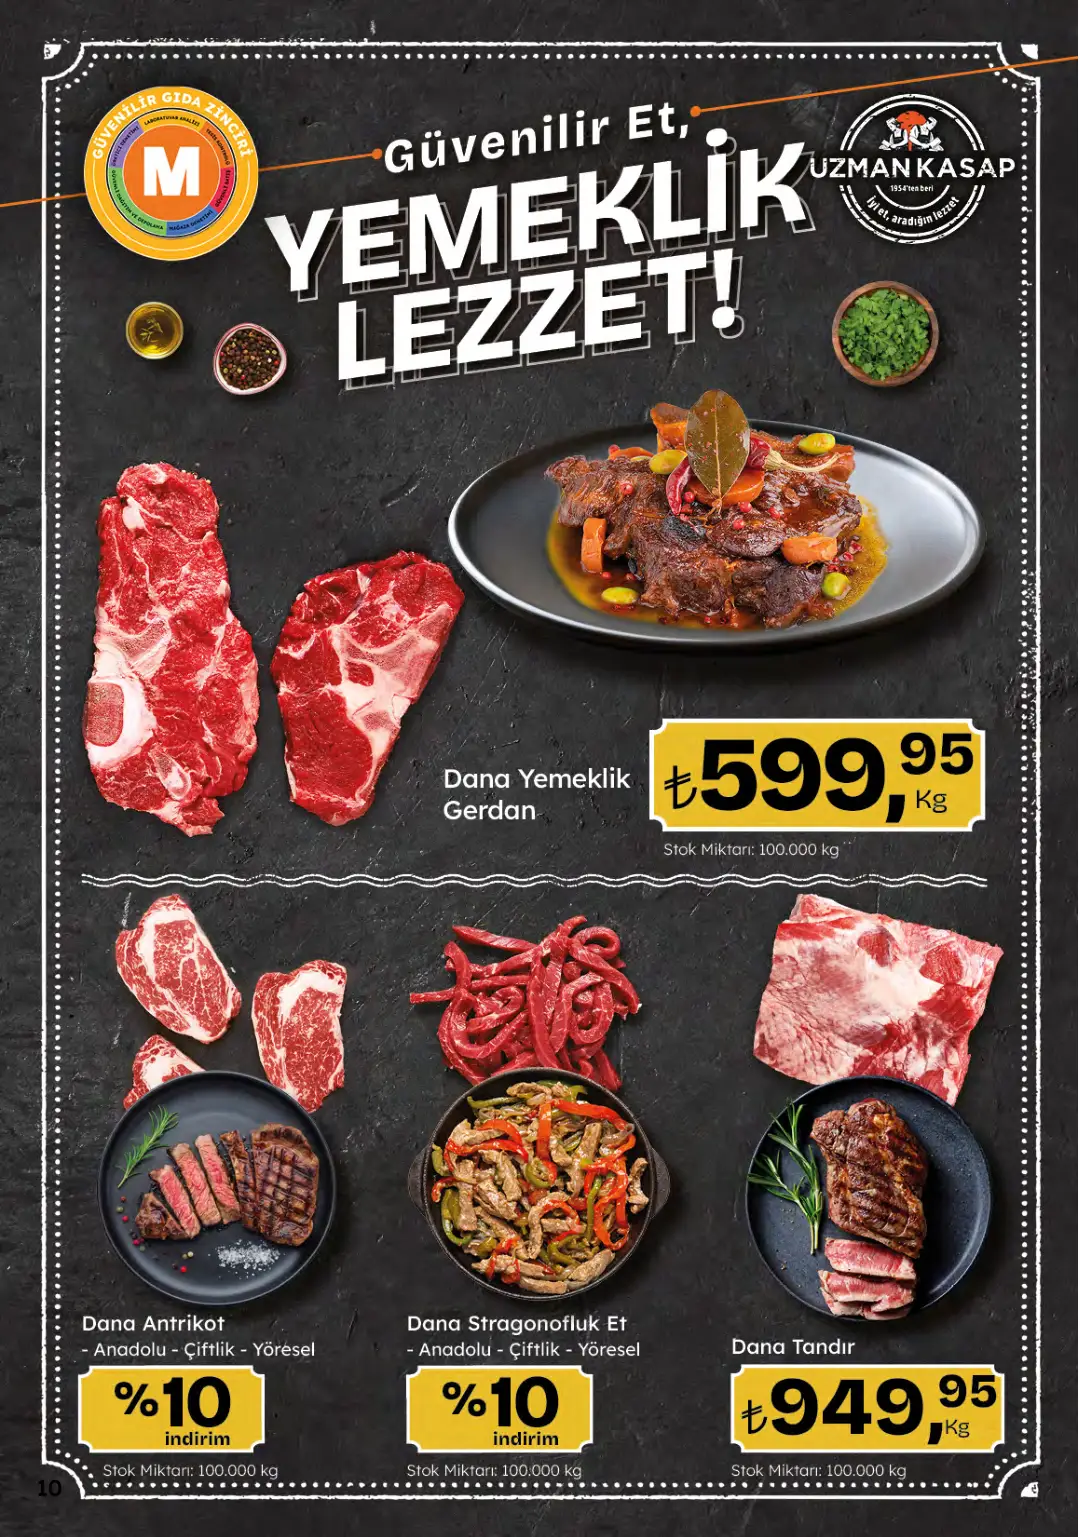 GÜVENİLİR GIDA ZİNCİRİ
LABORATUVAR ANALİZİ
M
Güvenilir Et,
YEMEKLİK
LEZZET!
UZMAN KASAP
1954'ten beri
İyi et, aradığın lezzet
Dana Yemeklik
Gerdan
₺599,95
Kg
Stok Miktarı: 100.000 kg
Dana Antrikot
- Anadolu - Çiftlik - Yöresel
%10
indirim
Stok Miktarı: 100.000 kg
Dana Stragonofluk Et
- Anadolu - Çiftlik - Yöresel
%10
indirim
Stok Miktarı: 100.000 kg
Dana Tandır
₺949,95
Kg
Stok Miktarı: 100.000 kg
10